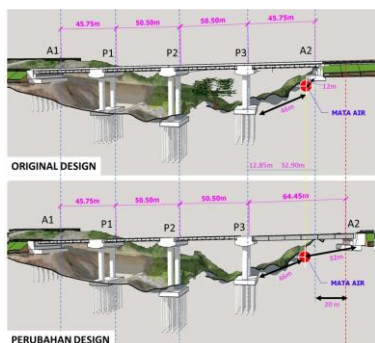 45.75m 50.50m 50.50m 45.75m
A1 P1 P2 P3 A2
12m
46m
MATA AIR
12.85m 32.90m
ORIGINAL DESIGN
45.75m 50.50m 50.50m 64.45m
A1 P1 P2 P3 A2
52m
MATA AIR
20 m
PERUBAHAN DESIGN